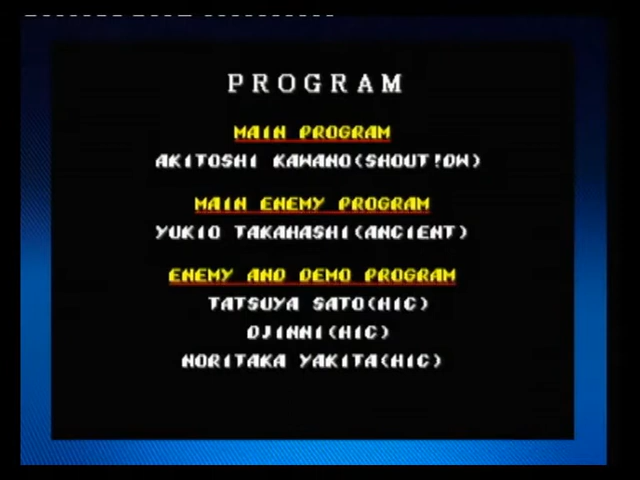 PROGRAM
MAIN PROGRAM
AKITOSHI KAWANO(SHOUT!DW)
MAIN ENEMY PROGRAM
YUKIO TAKAHASHI(ANCIENT)
ENEMY AND DEMO PROGRAM
TATSUYA SATO(HIC)
DJINNI(HIC)
NORITAKA YAKITA(HIC)